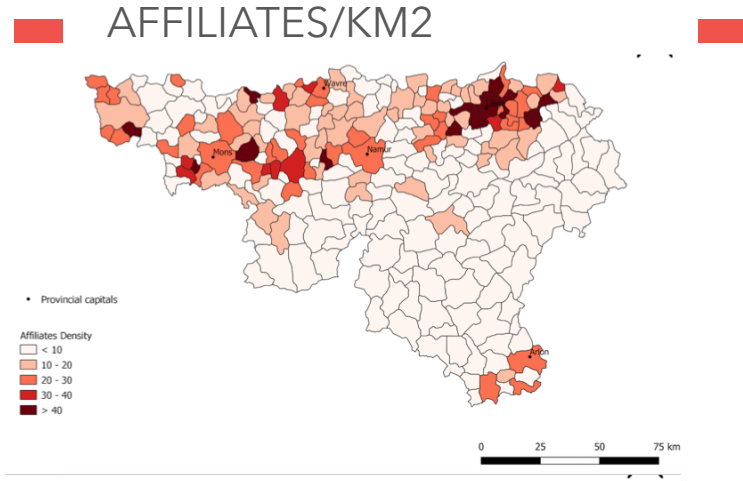 AFFILIATES/KM2
Wavre
Mons
Namur
Arlon
Provincial capitals
Affiliates Density
< 10
10 - 20
20 - 30
30 - 40
> 40
0 25 50 75 km